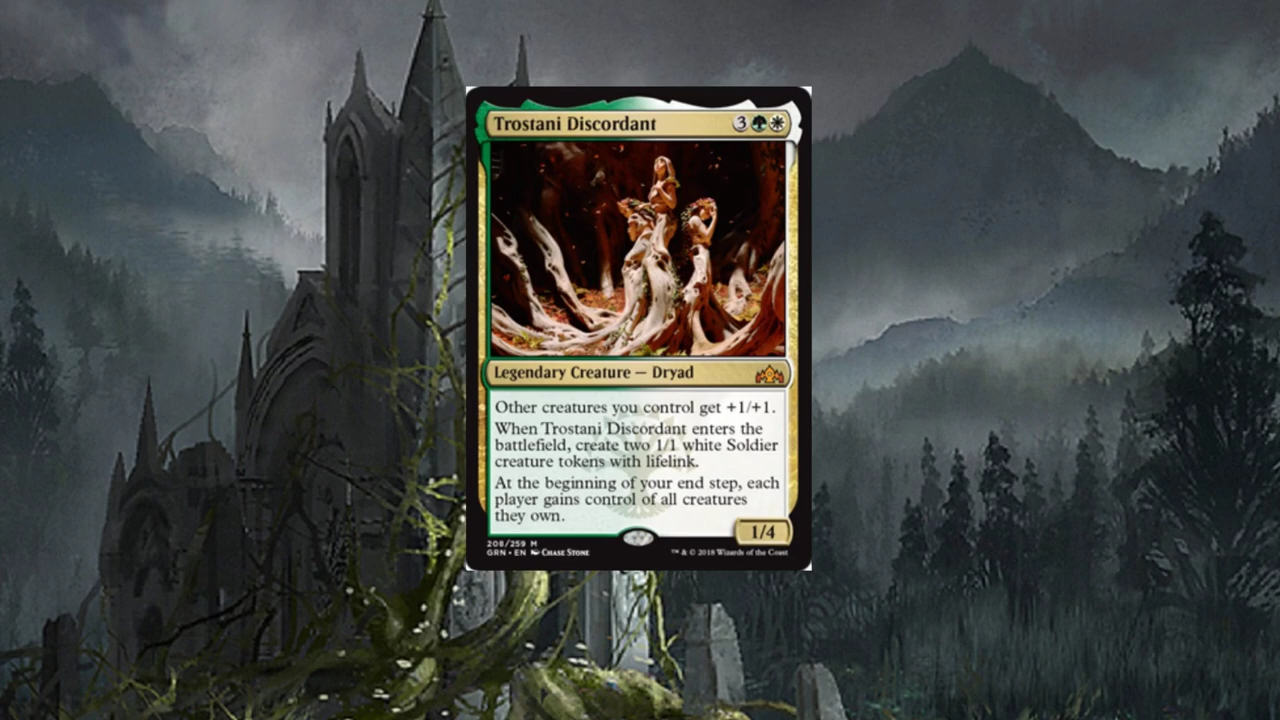 Trostani Discordant 3
Legendary Creature — Dryad
Other creatures you control get +1/+1.
When Trostani Discordant enters the
battlefield, create two 1/1 white Soldier
creature tokens with lifelink.
At the beginning of your end step, each
player gains control of all creatures
they own.
1/4
208/259 M
GRN • EN Chase Stone
™ & © 2018 Wizards of the Coast